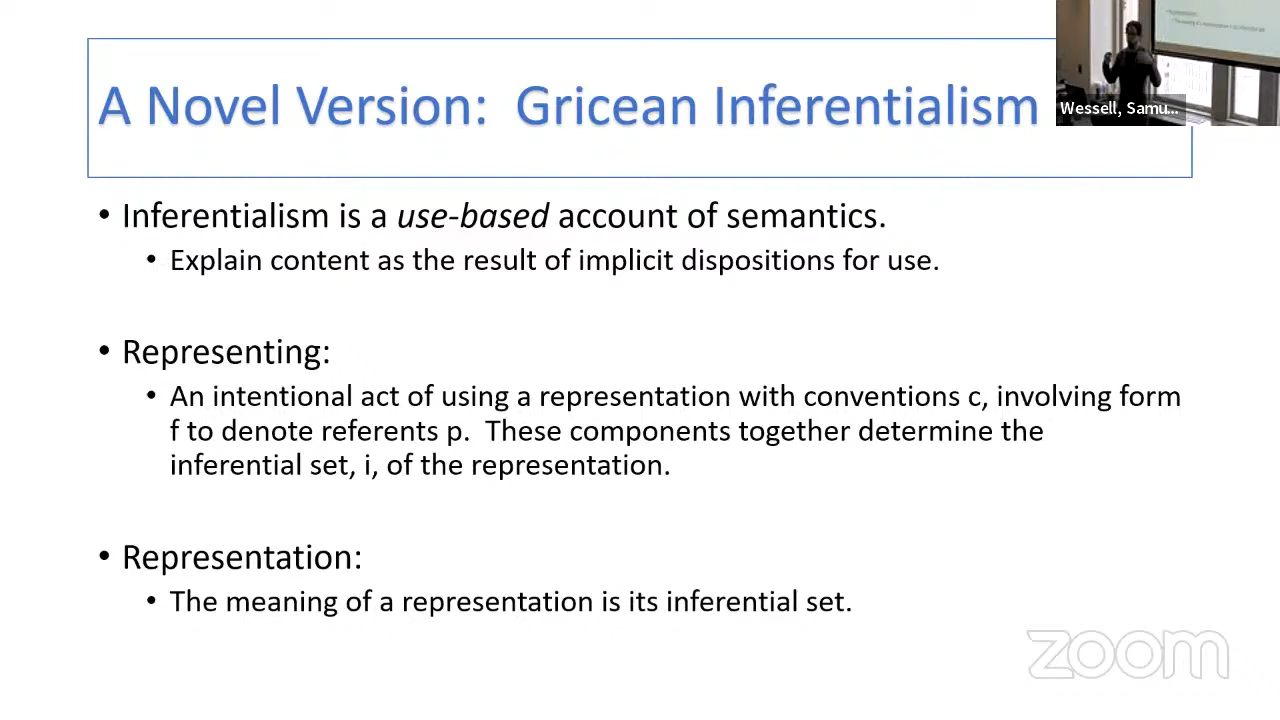 A Novel Version: Gricean Inferentialism
Wessell, Samu...
• Inferentialism is a use-based account of semantics.
• Explain content as the result of implicit dispositions for use.
• Representing:
• An intentional act of using a representation with conventions c, involving form
f to denote referents p. These components together determine the
inferential set, i, of the representation.
• Representation:
• The meaning of a representation is its inferential set.
zoom